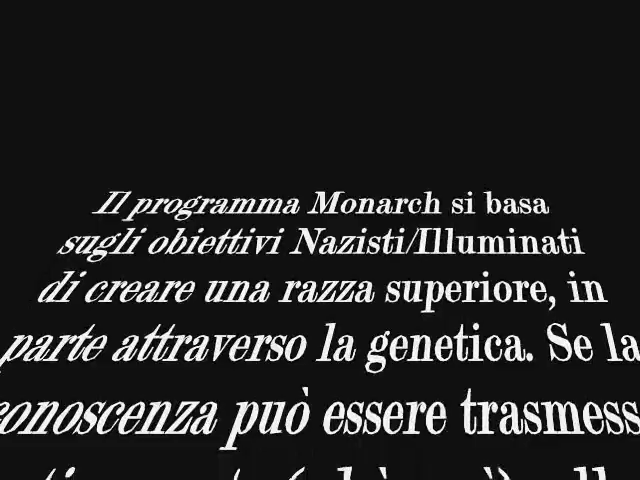 Il programma Monarch si basa
sugli obiettivi Nazisti/Illuminati
di creare una razza superiore, in
parte attraverso la genetica. Se la
conoscenza può essere